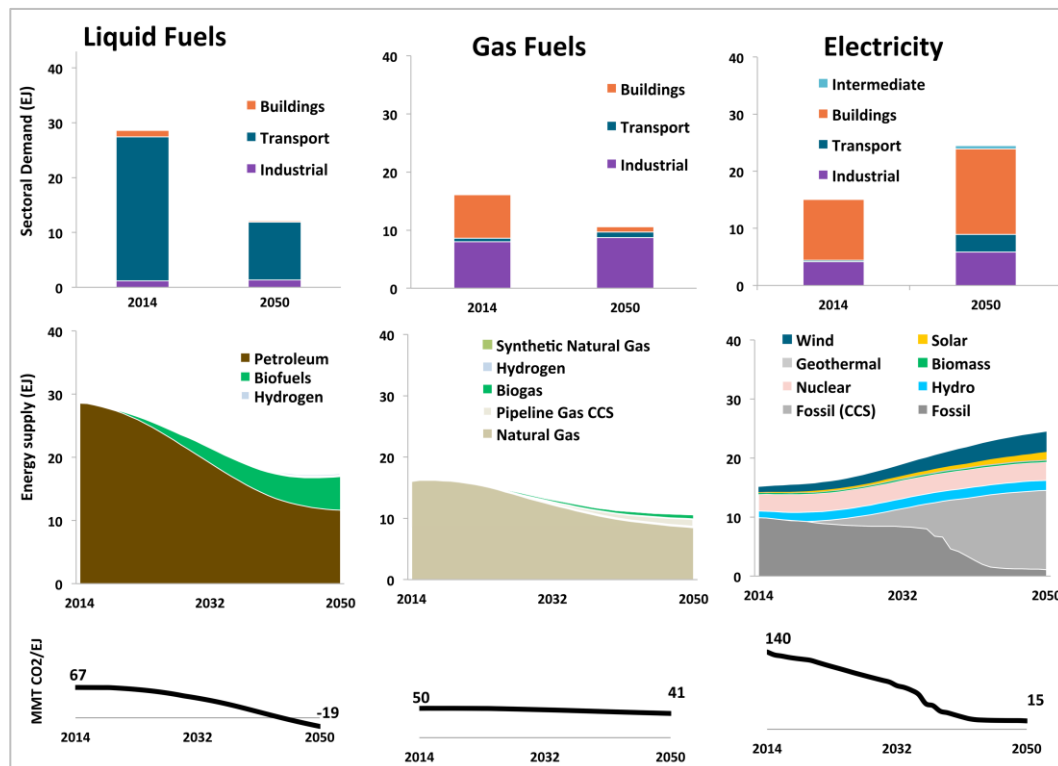 Liquid Fuels
Gas Fuels
Electricity
Sectoral Demand (EJ)
40
30
20
10
0
Buildings
Transport
Industrial
2014
2050
40
30
20
10
0
Buildings
Transport
Industrial
2014
2050
40
30
20
10
0
Intermediate
Buildings
Transport
Industrial
2014
2050
Energy supply (EJ)
40
30
20
10
0
Petroleum
Biofuels
Hydrogen
2014
2032
2050
40
30
20
10
0
Synthetic Natural Gas
Hydrogen
Biogas
Pipeline Gas CCS
Natural Gas
2014
2032
2050
40
30
20
10
0
Wind
Solar
Geothermal
Biomass
Nuclear
Hydro
Fossil (CCS)
Fossil
2014
2032
2050
MMT CO2/EJ
67
-19
2014
2032
2050
50
41
2014
2032
2050
140
15
2014
2032
2050